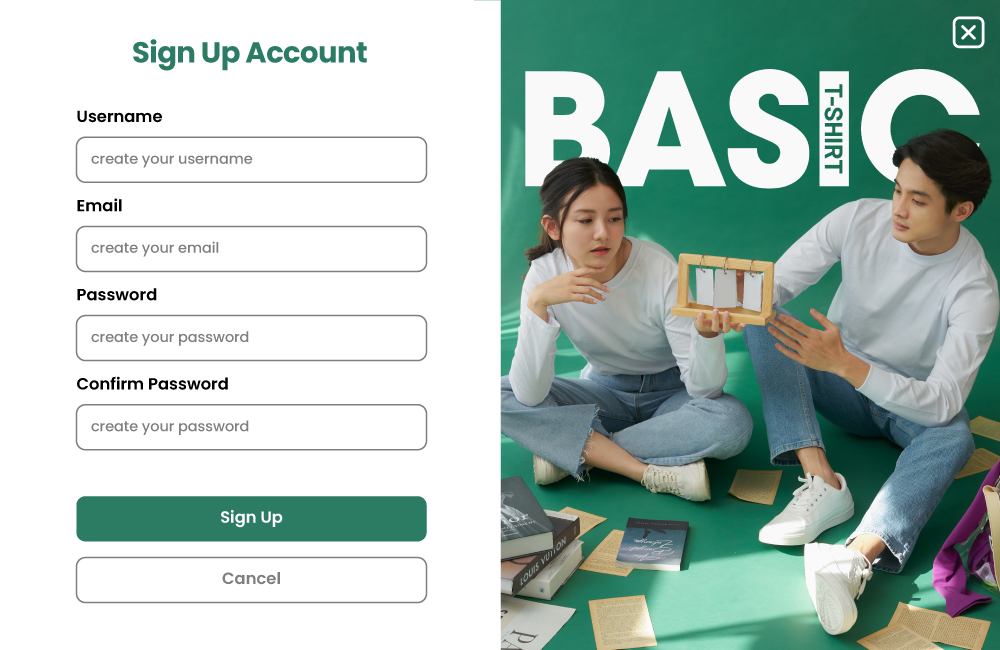 Sign Up Account
Username
create your username
Email
create your email
Password
create your password
Confirm Password
create your password
Sign Up
Cancel
BASIC
T-SHIRT
LOUIS VUITTON